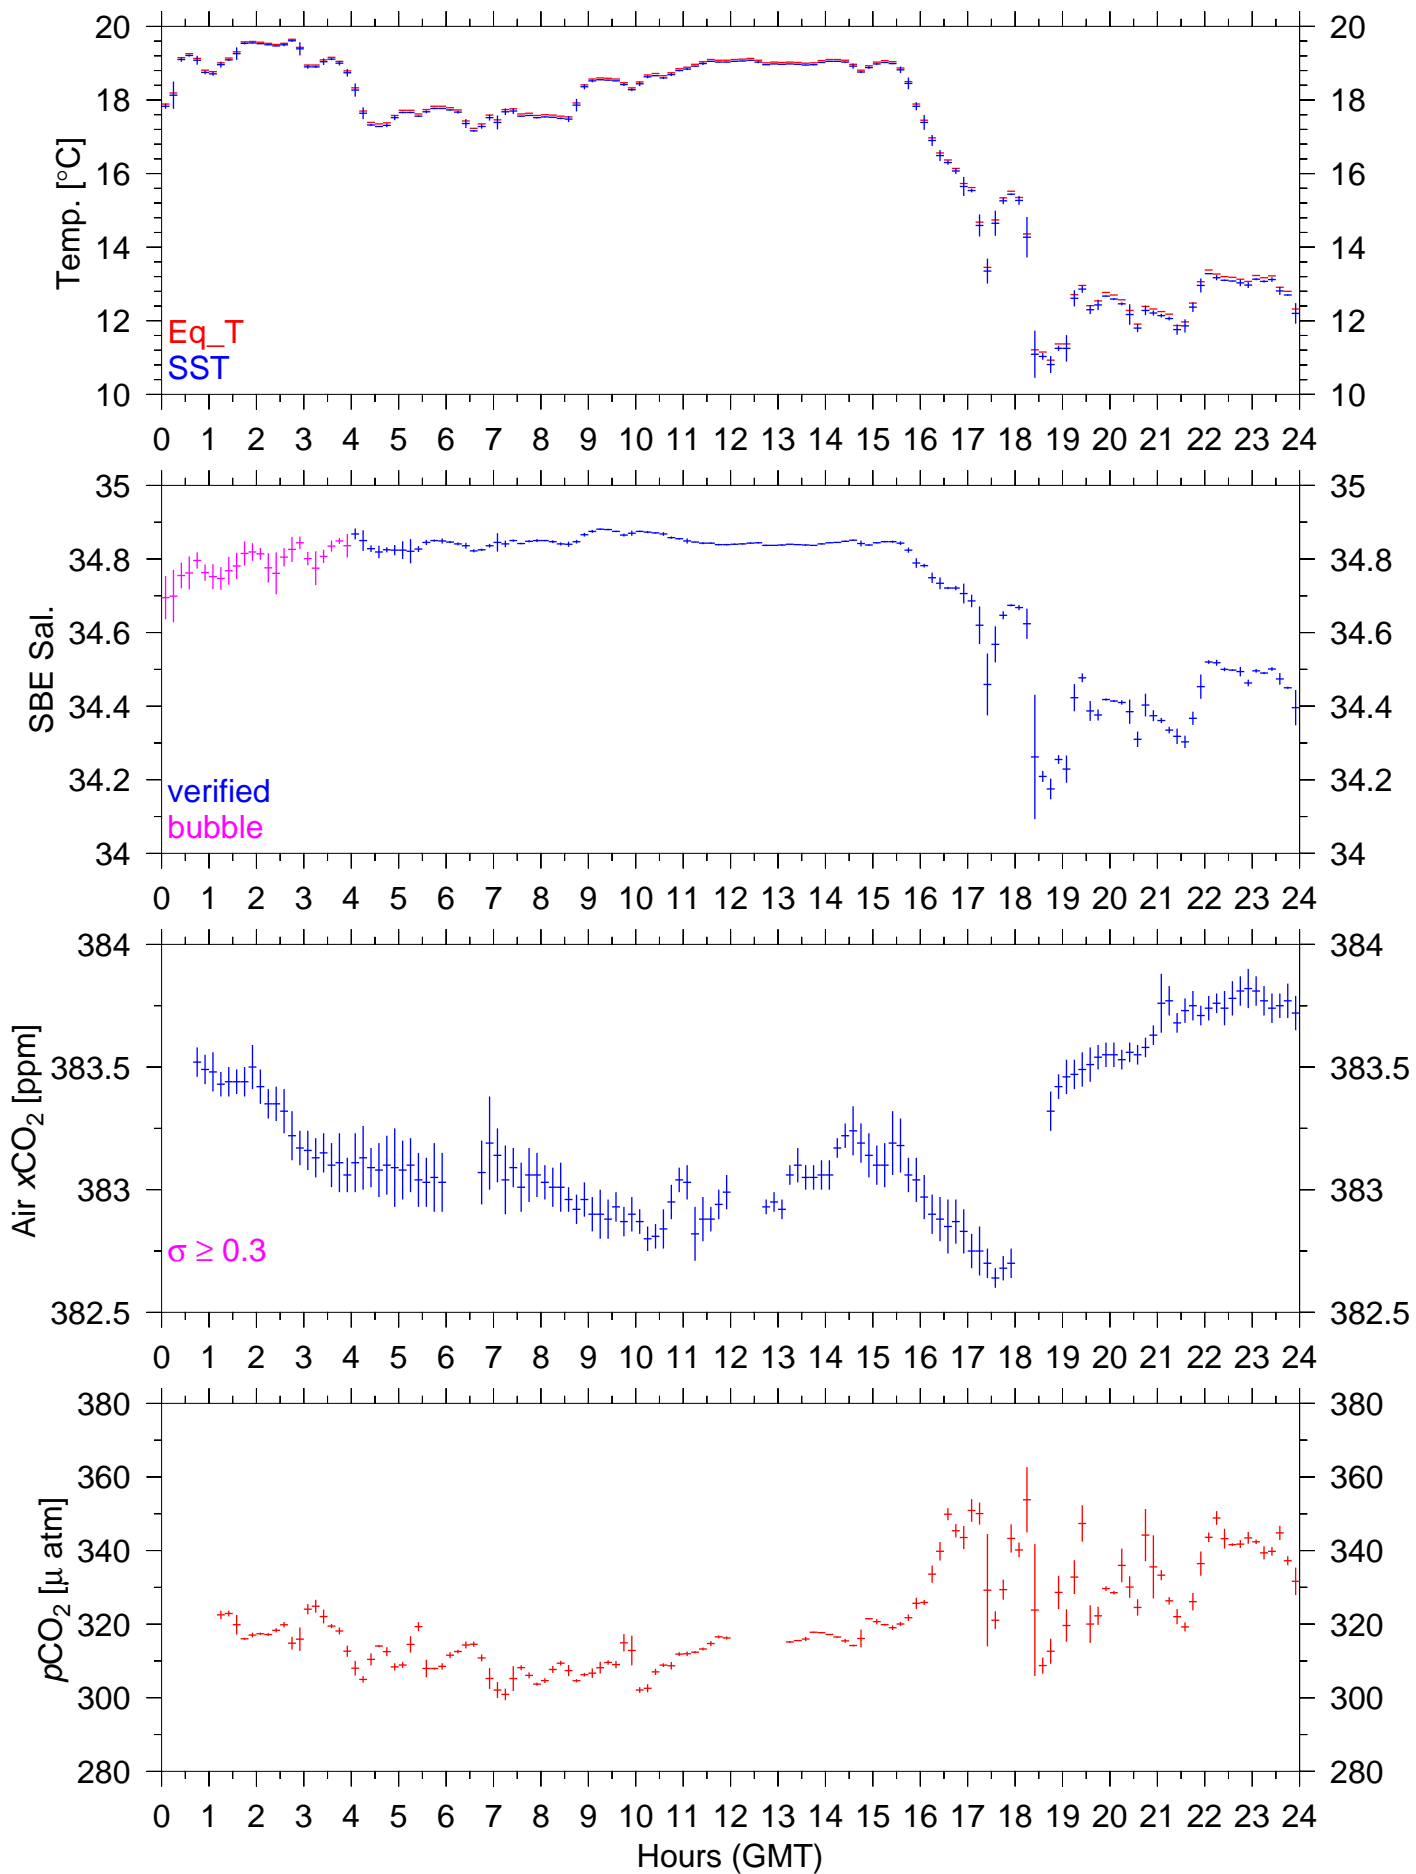 20 20
18 18
16 16
14 14
12 12
10 10
Temp. [°C]
Eq_T
SST
0 1 2 3 4 5 6 7 8 9 10 11 12 13 14 15 16 17 18 19 20 21 22 23 24
35 35
34.8 34.8
34.6 34.6
34.4 34.4
34.2 34.2
34 34
SBE Sal.
verified
bubble
0 1 2 3 4 5 6 7 8 9 10 11 12 13 14 15 16 17 18 19 20 21 22 23 24
384 384
383.5 383.5
383 383
382.5 382.5
Air xCO₂ [ppm]
σ ≥ 0.3
0 1 2 3 4 5 6 7 8 9 10 11 12 13 14 15 16 17 18 19 20 21 22 23 24
380 380
360 360
340 340
320 320
300 300
280 280
pCO₂ [μ atm]
0 1 2 3 4 5 6 7 8 9 10 11 12 13 14 15 16 17 18 19 20 21 22 23 24
Hours (GMT)